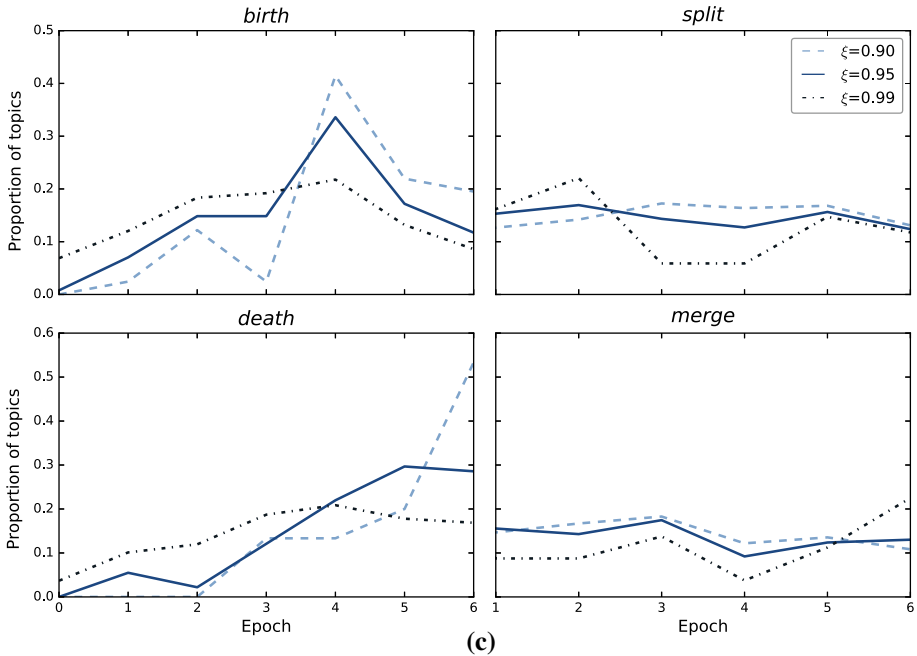 birth
split
0.5
0.4
0.3
0.2
0.1
0.0
Proportion of topics
ξ=0.90
ξ=0.95
ξ=0.99
death
merge
0.6
0.5
0.4
0.3
0.2
0.1
0.0
Proportion of topics
0 1 2 3 4 5 6
1 2 3 4 5 6
Epoch
Epoch
(c)